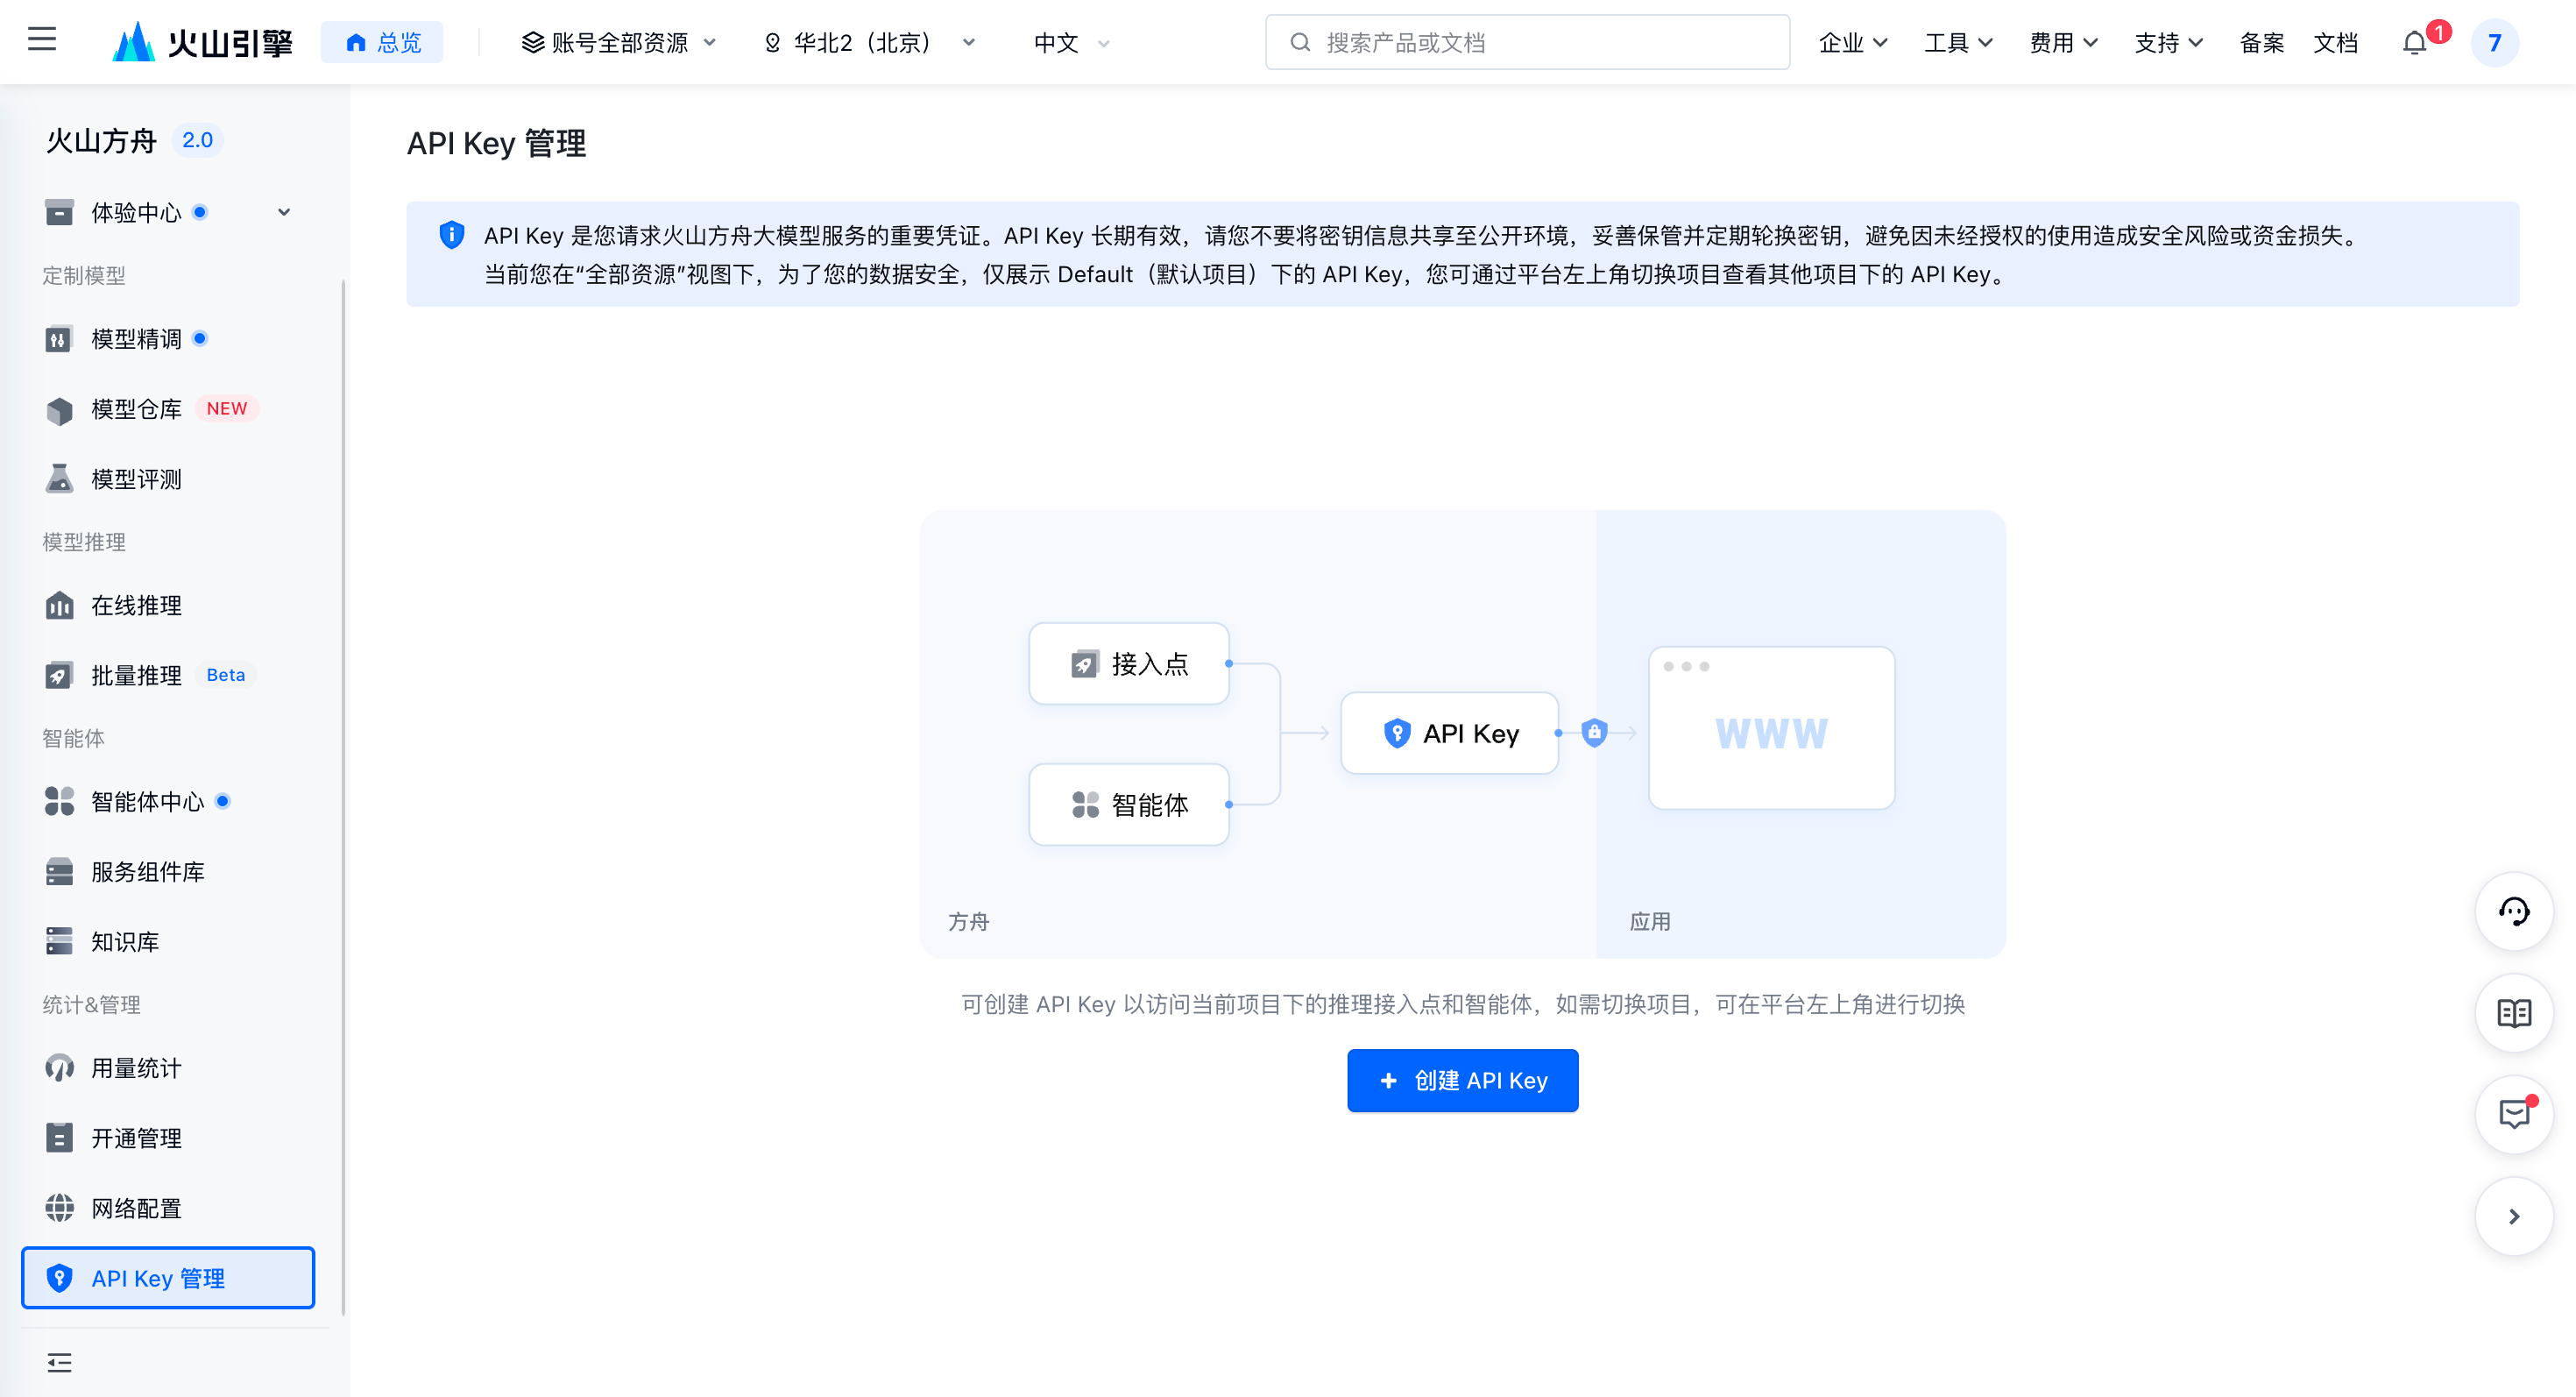 火山引擎
总览
账号全部资源
华北2（北京）
中文
搜索产品或文档
企业
工具
费用
支持
备案
文档
1
7
火山方舟 2.0
体验中心
定制模型
模型精调
模型仓库 NEW
模型评测
模型推理
在线推理
批量推理 Beta
智能体
智能体中心
服务组件库
知识库
统计&管理
用量统计
开通管理
网络配置
API Key 管理
API Key 管理
API Key 是您请求火山方舟大模型服务的重要凭证。API Key 长期有效，请您不要将密钥信息共享至公开环境，妥善保管并定期轮换密钥，避免因未经授权的使用造成安全风险或资金损失。
当前您在“全部资源”视图下，为了您的数据安全，仅展示 Default（默认项目）下的 API Key，您可通过平台左上角切换项目查看其他项目下的 API Key。
接入点
智能体
API Key
WWW
方舟
应用
可创建 API Key 以访问当前项目下的推理接入点和智能体，如需切换项目，可在平台左上角进行切换
+ 创建 API Key